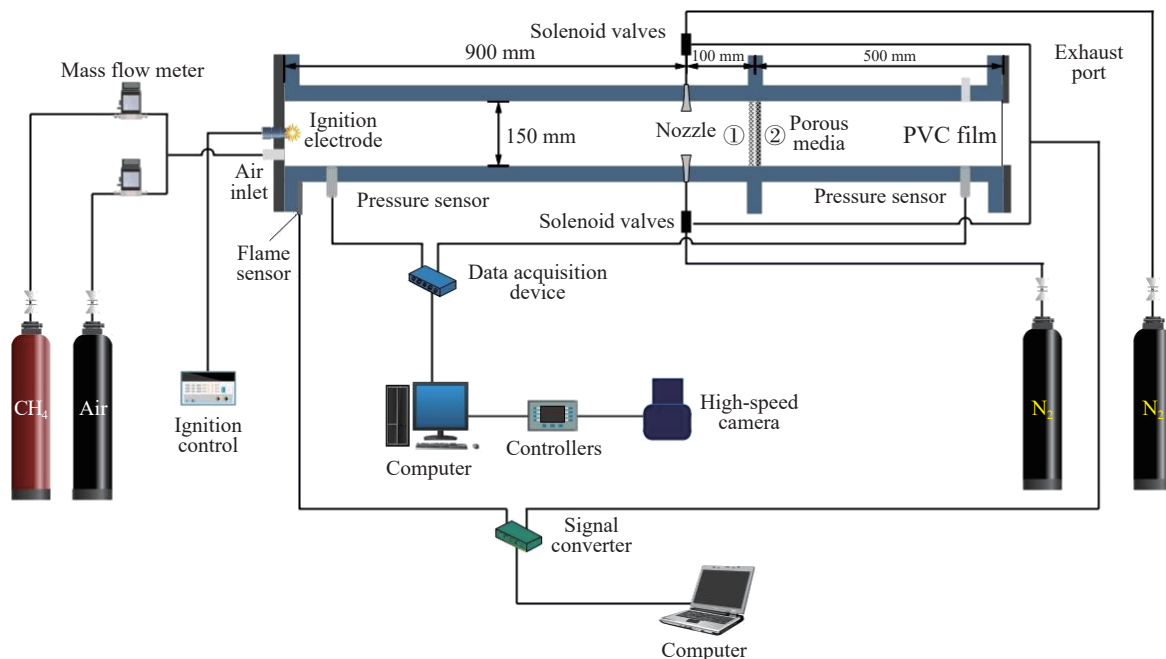 Solenoid valves
900 mm
100 mm
500 mm
Exhaust
port
Mass flow meter
Ignition
electrode
150 mm
Nozzle
①
②
Porous
media
PVC film
Air
inlet
Pressure sensor
Pressure sensor
Solenoid valves
Flame
sensor
Data acquisition
device
CH₄
Air
Ignition
control
Computer
Controllers
High-speed
camera
N₂
N₂
Signal
converter
Computer